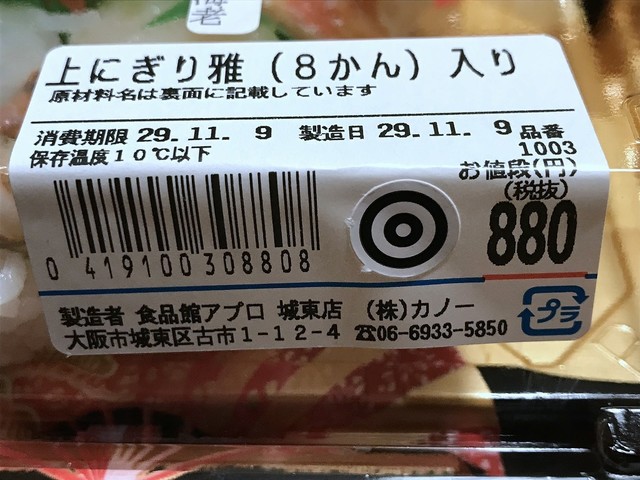 海老
上にぎり雅(8かん)入り
原材料名は裏面に記載しています
消費期限 29.11. 9 製造日 29.11. 9 品番
保存温度10℃以下 1003
お値段(円)
(税抜)
880
0 419100 308808
製造者 食品館アプロ 城東店 (株)カノー
大阪市城東区古市1-12-4 ☎06-6933-5850
プラ